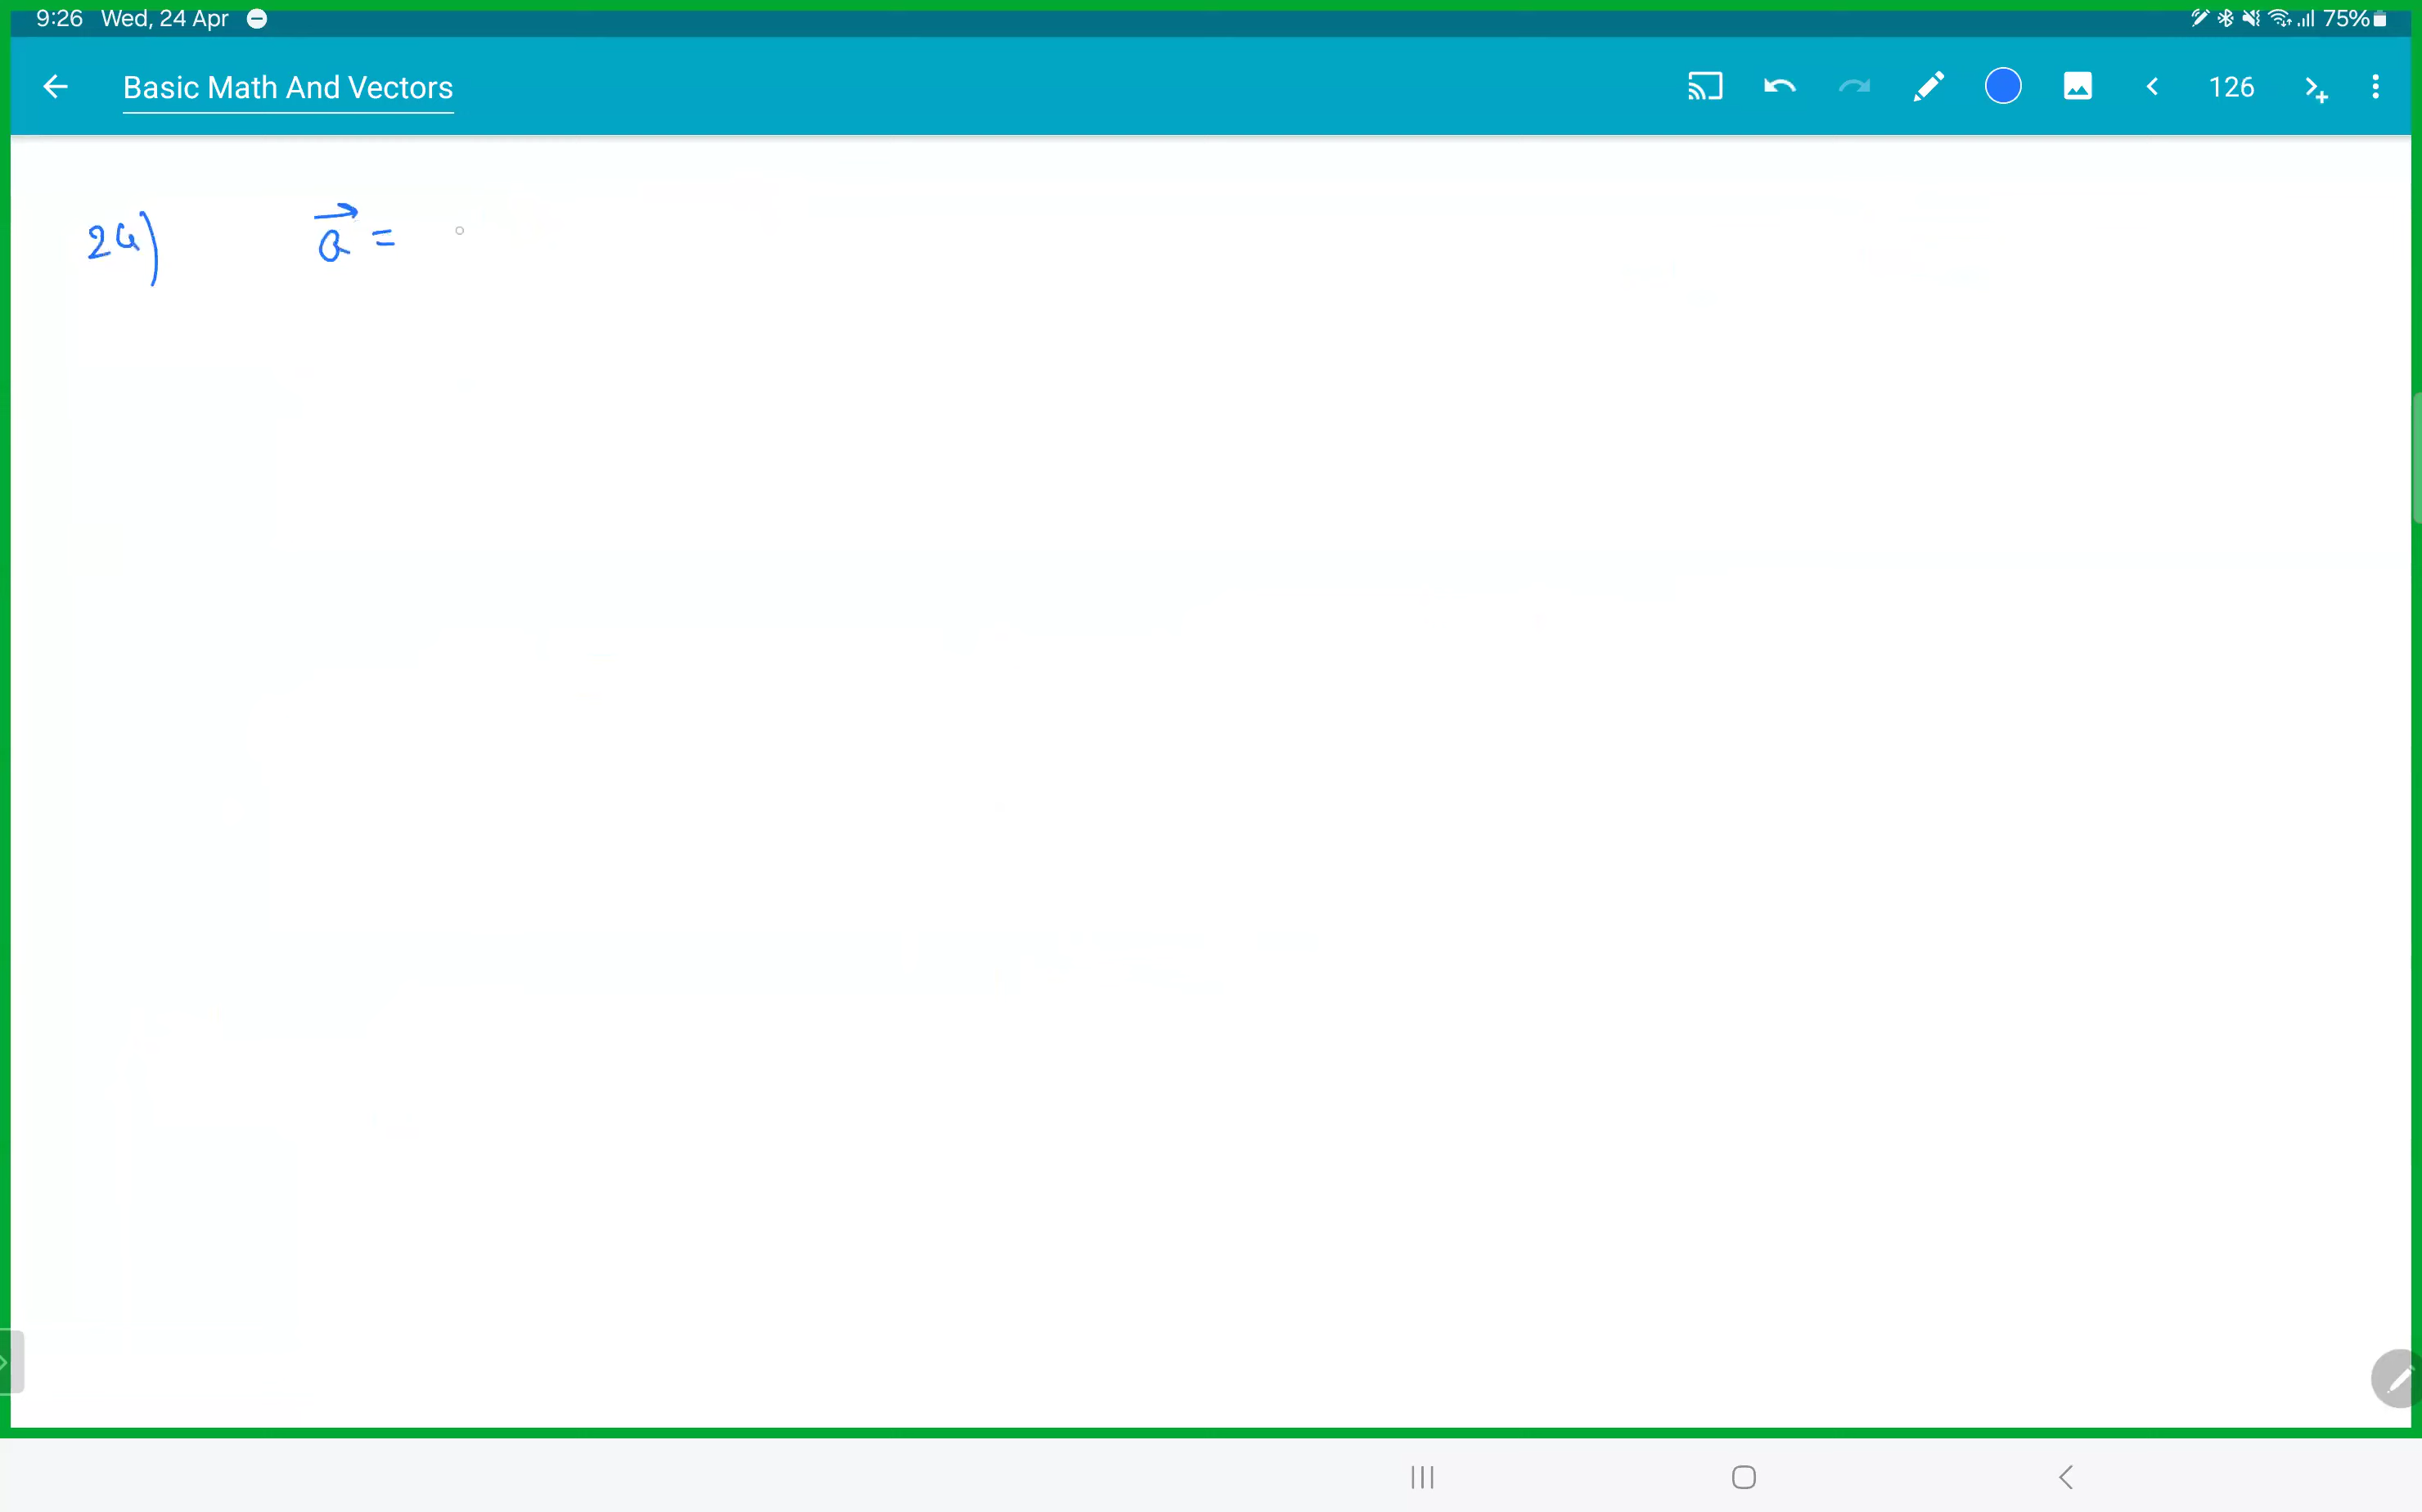 9:26 Wed, 24 Apr 75%
Basic Math And Vectors 126
24) a⃗ =